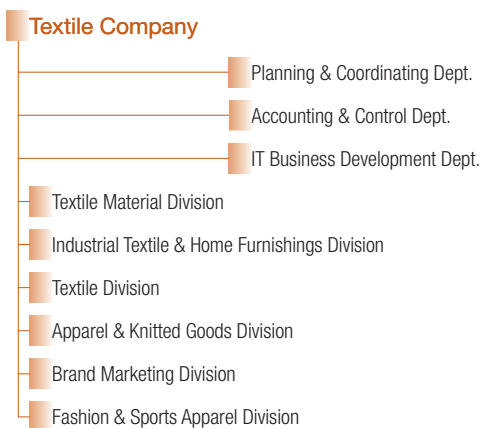 Textile Company
Planning & Coordinating Dept.
Accounting & Control Dept.
IT Business Development Dept.
Textile Material Division
Industrial Textile & Home Furnishings Division
Textile Division
Apparel & Knitted Goods Division
Brand Marketing Division
Fashion & Sports Apparel Division